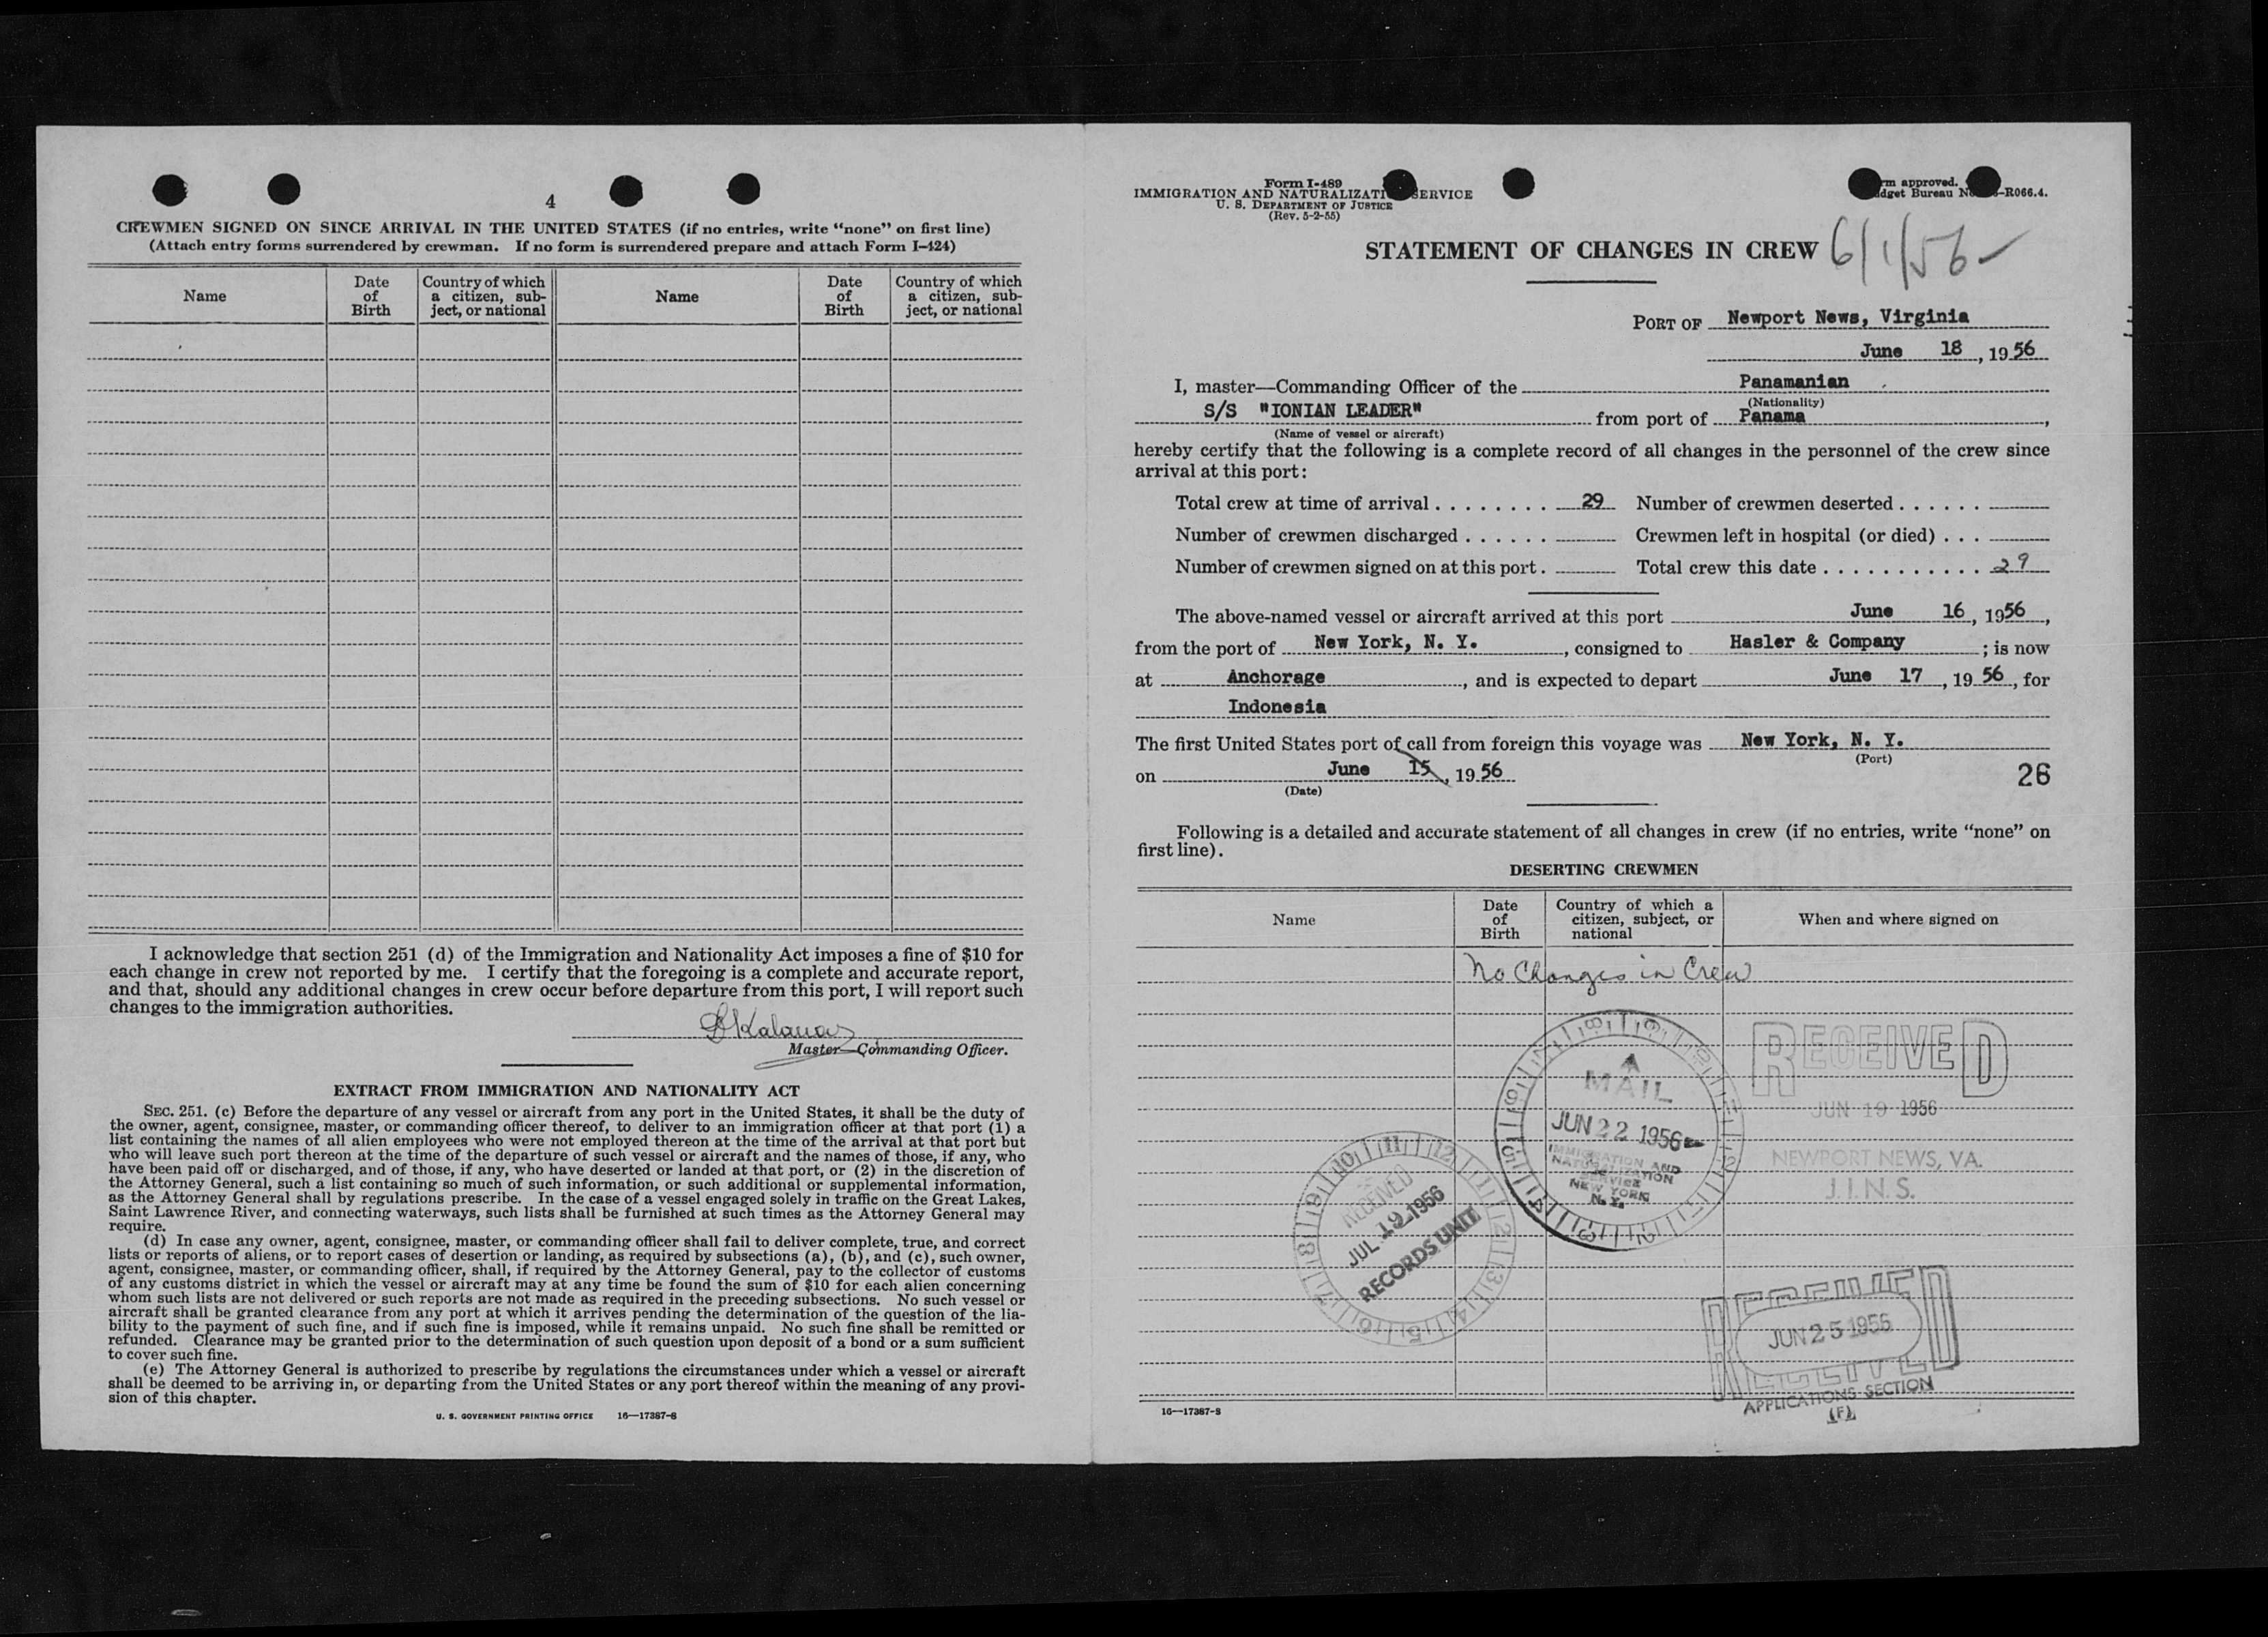 4
CREWMEN SIGNED ON SINCE ARRIVAL IN THE UNITED STATES (if no entries, write “none” on first line)
(Attach entry forms surrendered by crewman. If no form is surrendered prepare and attach Form I–424)
Name Date of Birth Country of which a citizen, sub-ject, or national Name Date of Birth Country of which a citizen, sub-ject, or national
I acknowledge that section 251 (d) of the Immigration and Nationality Act imposes a fine of $10 for
each change in crew not reported by me. I certify that the foregoing is a complete and accurate report,
and that, should any additional changes in crew occur before departure from this port, I will report such
changes to the immigration authorities.
Master—Commanding Officer.
EXTRACT FROM IMMIGRATION AND NATIONALITY ACT
SEC. 251. (c) Before the departure of any vessel or aircraft from any port in the United States, it shall be the duty of
the owner, agent, consignee, master, or commanding officer thereof, to deliver to an immigration officer at that port (1) a
list containing the names of all alien employees who were not employed thereon at the time of the arrival at that port but
who will leave such port thereon at the time of the departure of such vessel or aircraft and the names of those, if any, who
have been paid off or discharged, and of those, if any, who have deserted or landed at that port, or (2) in the discretion of
the Attorney General, such a list containing so much of such information, or such additional or supplemental information,
as the Attorney General shall by regulations prescribe. In the case of a vessel engaged solely in traffic on the Great Lakes,
Saint Lawrence River, and connecting waterways, such lists shall be furnished at such times as the Attorney General may
require.
(d) In case any owner, agent, consignee, master, or commanding officer shall fail to deliver complete, true, and correct
lists or reports of aliens, or to report cases of desertion or landing, as required by subsections (a), (b), and (c), such owner,
agent, consignee, master, or commanding officer, shall, if required by the Attorney General, pay to the collector of customs
of any customs district in which the vessel or aircraft may at any time be found the sum of $10 for each alien concerning
whom such lists are not delivered or such reports are not made as required in the preceding subsections. No such vessel or
aircraft shall be granted clearance from any port at which it arrives pending the determination of the question of the lia-
bility to the payment of such fine, and if such fine is imposed, while it remains unpaid. No such fine shall be remitted or
refunded. Clearance may be granted prior to the determination of such question upon deposit of a bond or a sum sufficient
to cover such fine.
(e) The Attorney General is authorized to prescribe by regulations the circumstances under which a vessel or aircraft
shall be deemed to be arriving in, or departing from the United States or any port thereof within the meaning of any provi-
sion of this chapter.
U. S. GOVERNMENT PRINTING OFFICE 16—17387-8
Form I-489
IMMIGRATION AND NATURALIZATI SERVICE
U. S. DEPARTMENT OF JUSTICE
(Rev. 5-2-55)
rm approved.
dget Bureau N –R066.4.
STATEMENT OF CHANGES IN CREW 6/1/56
PORT OF Newport News, Virginia
June 18, 1956
I, master—Commanding Officer of the Panamanian
(Nationality)
S/S "IONIAN LEADER" from port of Panama,
(Name of vessel or aircraft)
hereby certify that the following is a complete record of all changes in the personnel of the crew since
arrival at this port:
Total crew at time of arrival 29 Number of crewmen deserted
Number of crewmen discharged Crewmen left in hospital (or died)
Number of crewmen signed on at this port Total crew this date 29
The above-named vessel or aircraft arrived at this port June 16, 1956,
from the port of New York, N. Y., consigned to Hasler & Company; is now
at Anchorage, and is expected to depart June 17, 1956, for
Indonesia
The first United States port of call from foreign this voyage was New York, N. Y.
(Port)
on June 15, 1956
(Date)
26
Following is a detailed and accurate statement of all changes in crew (if no entries, write “none” on
first line).
DESERTING CREWMEN
Name Date of Birth Country of which a citizen, subject, or national When and where signed on
No Changes in Crew
MAIL
JUN 22 1956
IMMIGRATION AND
NATURALIZATION
SERVICE
NEW YORK
N. Y.
RECEIVED
JUN 19 1956
NEWPORT NEWS, VA.
J.I.N.S.
RECEIVED
JUL 19 1956
RECORDS UNIT
RECEIVED
JUN 25 1956
APPLICATIONS SECTION
(F)
16—17387-8